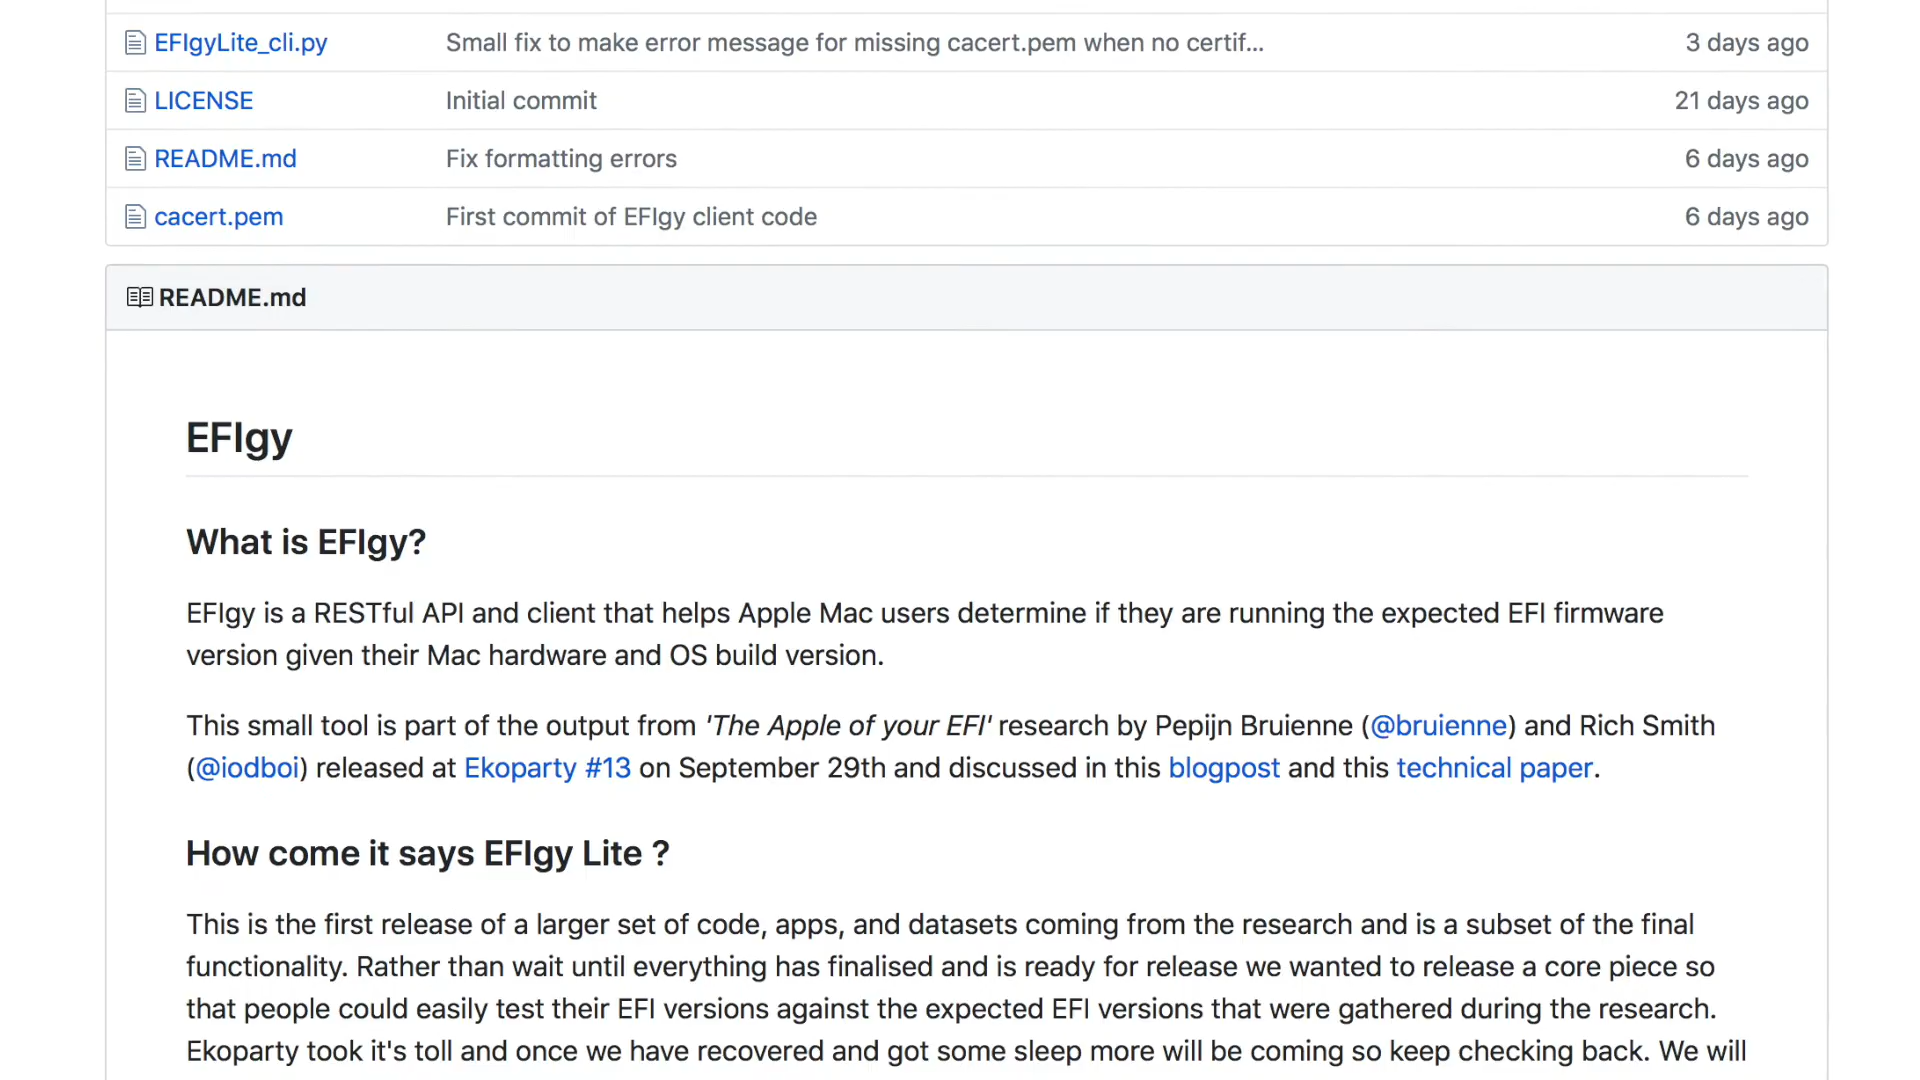 EFIgyLite_cli.py Small fix to make error message for missing cacert.pem when no certif... 3 days ago
LICENSE Initial commit 21 days ago
README.md Fix formatting errors 6 days ago
cacert.pem First commit of EFIgy client code 6 days ago
README.md
EFIgy
What is EFIgy?
EFIgy is a RESTful API and client that helps Apple Mac users determine if they are running the expected EFI firmware
version given their Mac hardware and OS build version.
This small tool is part of the output from 'The Apple of your EFI' research by Pepijn Bruienne (@bruienne) and Rich Smith
(@iodboi) released at Ekoparty #13 on September 29th and discussed in this blogpost and this technical paper.
How come it says EFIgy Lite ?
This is the first release of a larger set of code, apps, and datasets coming from the research and is a subset of the final
functionality. Rather than wait until everything has finalised and is ready for release we wanted to release a core piece so
that people could easily test their EFI versions against the expected EFI versions that were gathered during the research.
Ekoparty took it's toll and once we have recovered and got some sleep more will be coming so keep checking back. We will